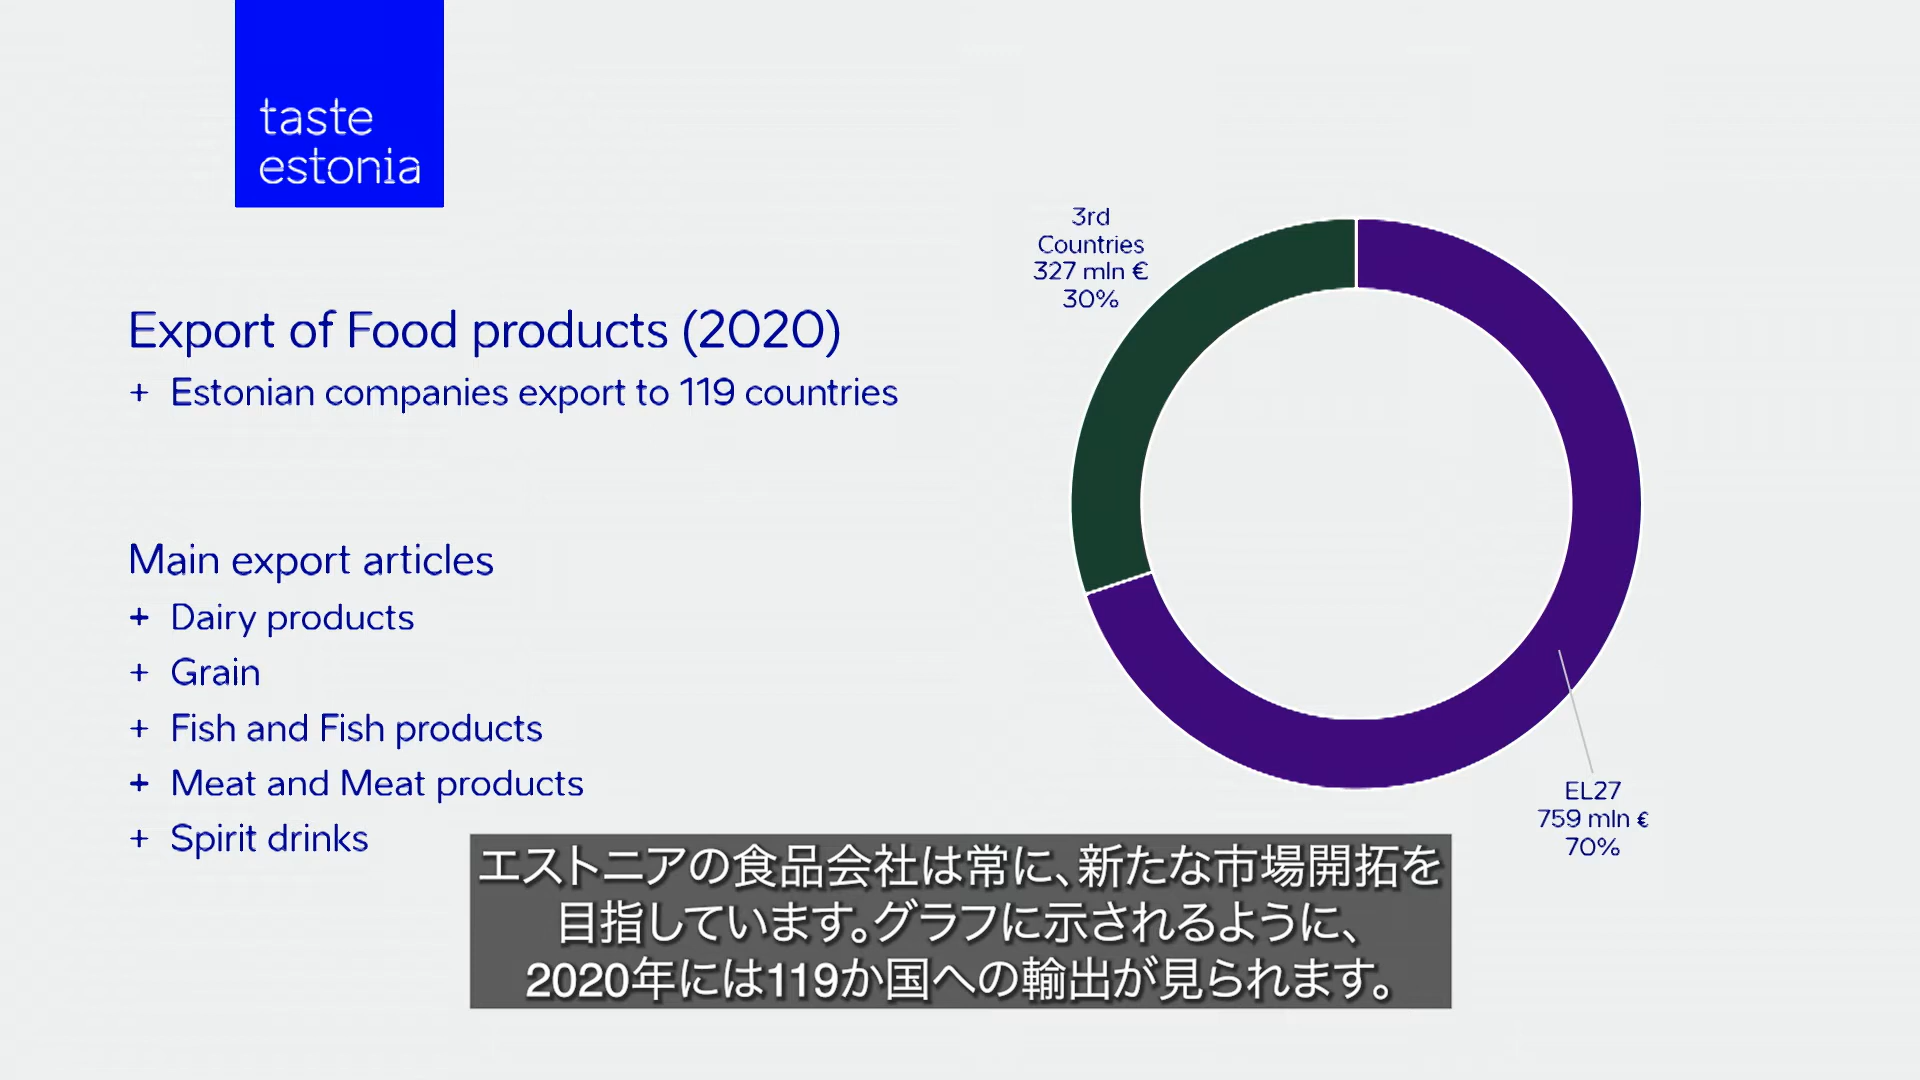 taste
estonia
Export of Food products (2020)
+ Estonian companies export to 119 countries
Main export articles
+ Dairy products
+ Grain
+ Fish and Fish products
+ Meat and Meat products
+ Spirit drinks
3rd
Countries
327 mln €
30%
EL27
759 mln €
70%
エストニアの食品会社は常に、新たな市場開拓を
目指しています。グラフに示されるように、
2020年には119か国への輸出が見られます。